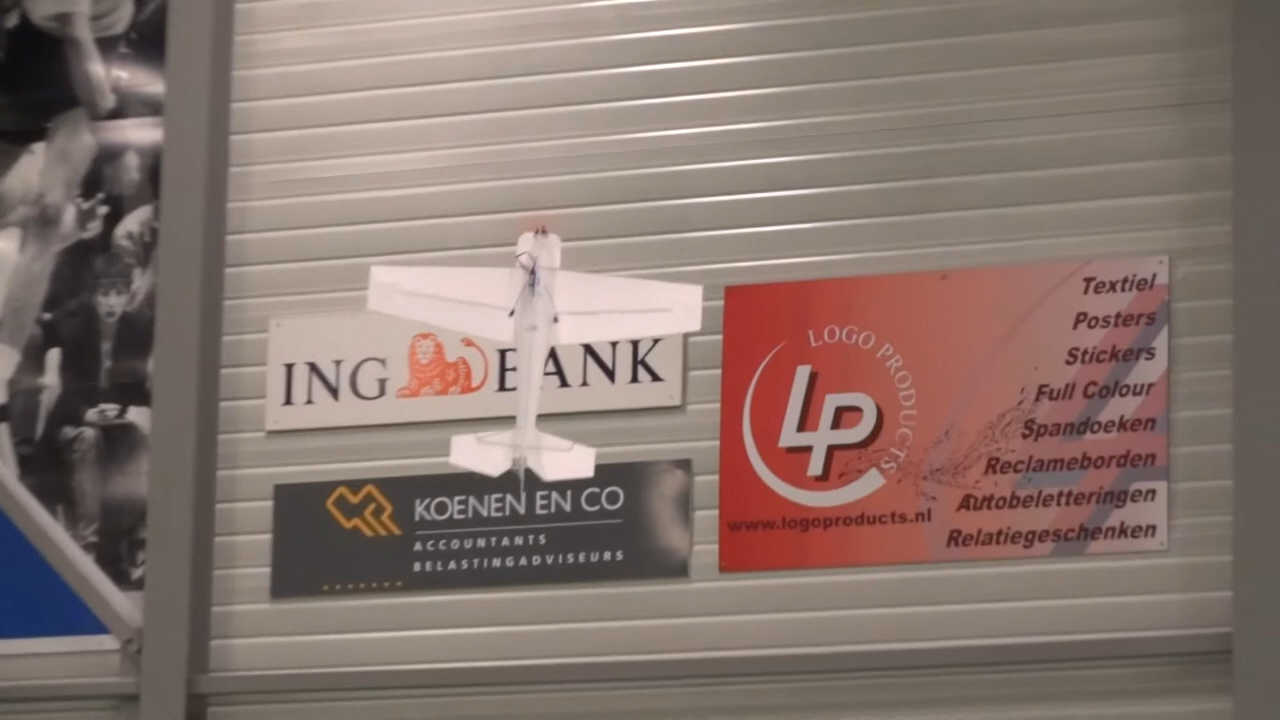 ING BANK
KOENEN EN CO
ACCOUNTANTS
BELASTINGADVISEURS
LOGO PRODUCTS
LP
www.logoproducts.nl
Textiel
Posters
Stickers
Full Colour
Spandoeken
Reclameborden
Autobeletteringen
Relatiegeschenken